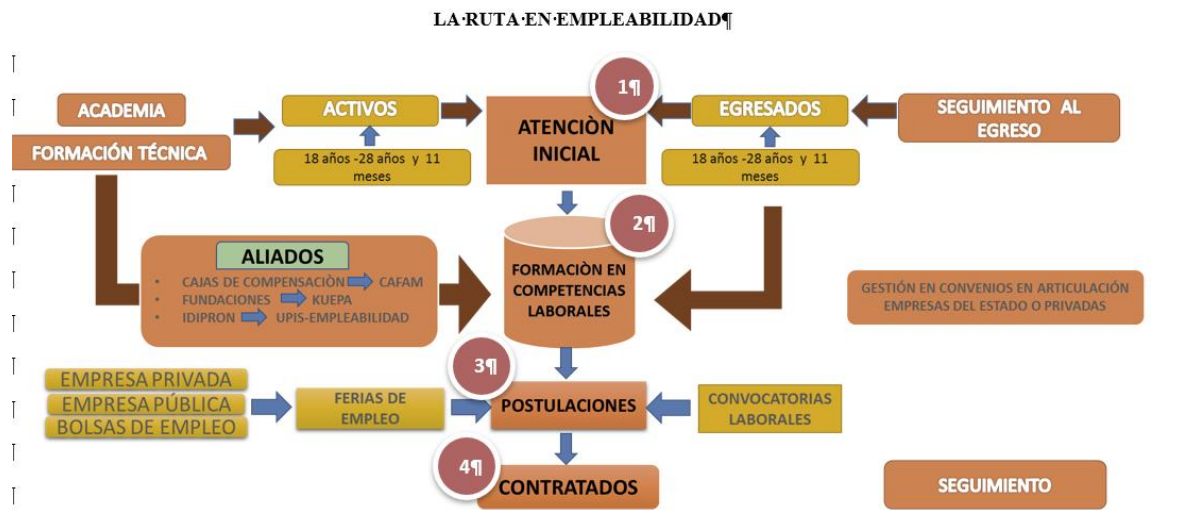 LA·RUTA·EN·EMPLEABILIDAD¶
1¶
ACADEMIA
FORMACIÓN TÉCNICA
ACTIVOS
18 años -28 años y 11
meses
ATENCIÒN
INICIAL
EGRESADOS
18 años -28 años y 11
meses
SEGUIMIENTO AL
EGRESO
2¶
ALIADOS
• CAJAS DE COMPENSACIÒN CAFAM
• FUNDACIONES KUEPA
• IDIPRON UPIS-EMPLEABILIDAD
FORMACIÒN EN
COMPETENCIAS
LABORALES
GESTIÓN EN CONVENIOS EN ARTICULACIÓN
EMPRESAS DEL ESTADO O PRIVADAS
3¶
EMPRESA PRIVADA
EMPRESA PÚBLICA
BOLSAS DE EMPLEO
FERIAS DE
EMPLEO
POSTULACIONES
CONVOCATORIAS
LABORALES
4¶
CONTRATADOS
SEGUIMIENTO